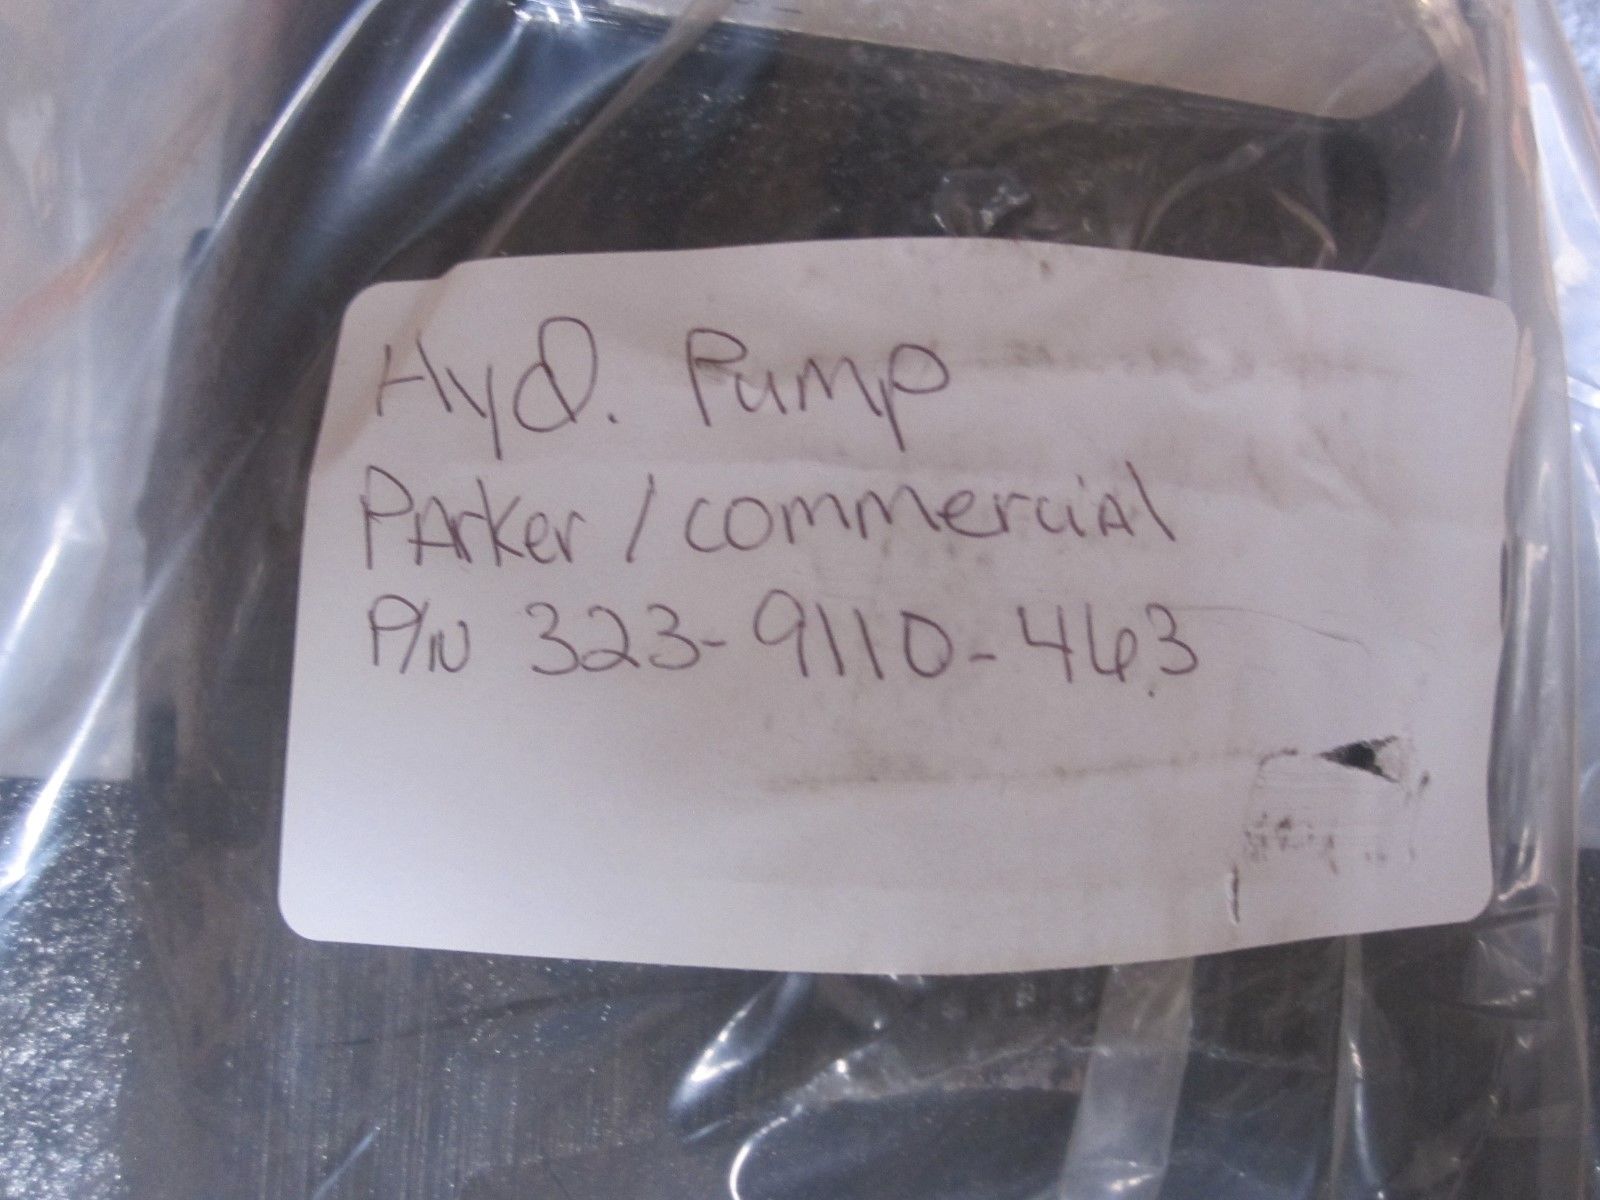 Hyd. Pump
Parker / commercial
P/N 323-9110-463